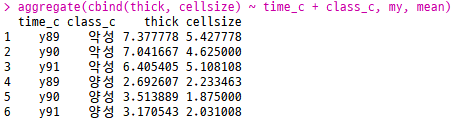 > aggregate(cbind(thick, cellsize) ~ time_c + class_c, my, mean)
time_c class_c thick cellsize
1 y89 악성 7.377778 5.427778
2 y90 악성 7.041667 4.625000
3 y91 악성 6.405405 5.108108
4 y89 양성 2.692607 2.233463
5 y90 양성 3.513889 1.875000
6 y91 양성 3.170543 2.031008